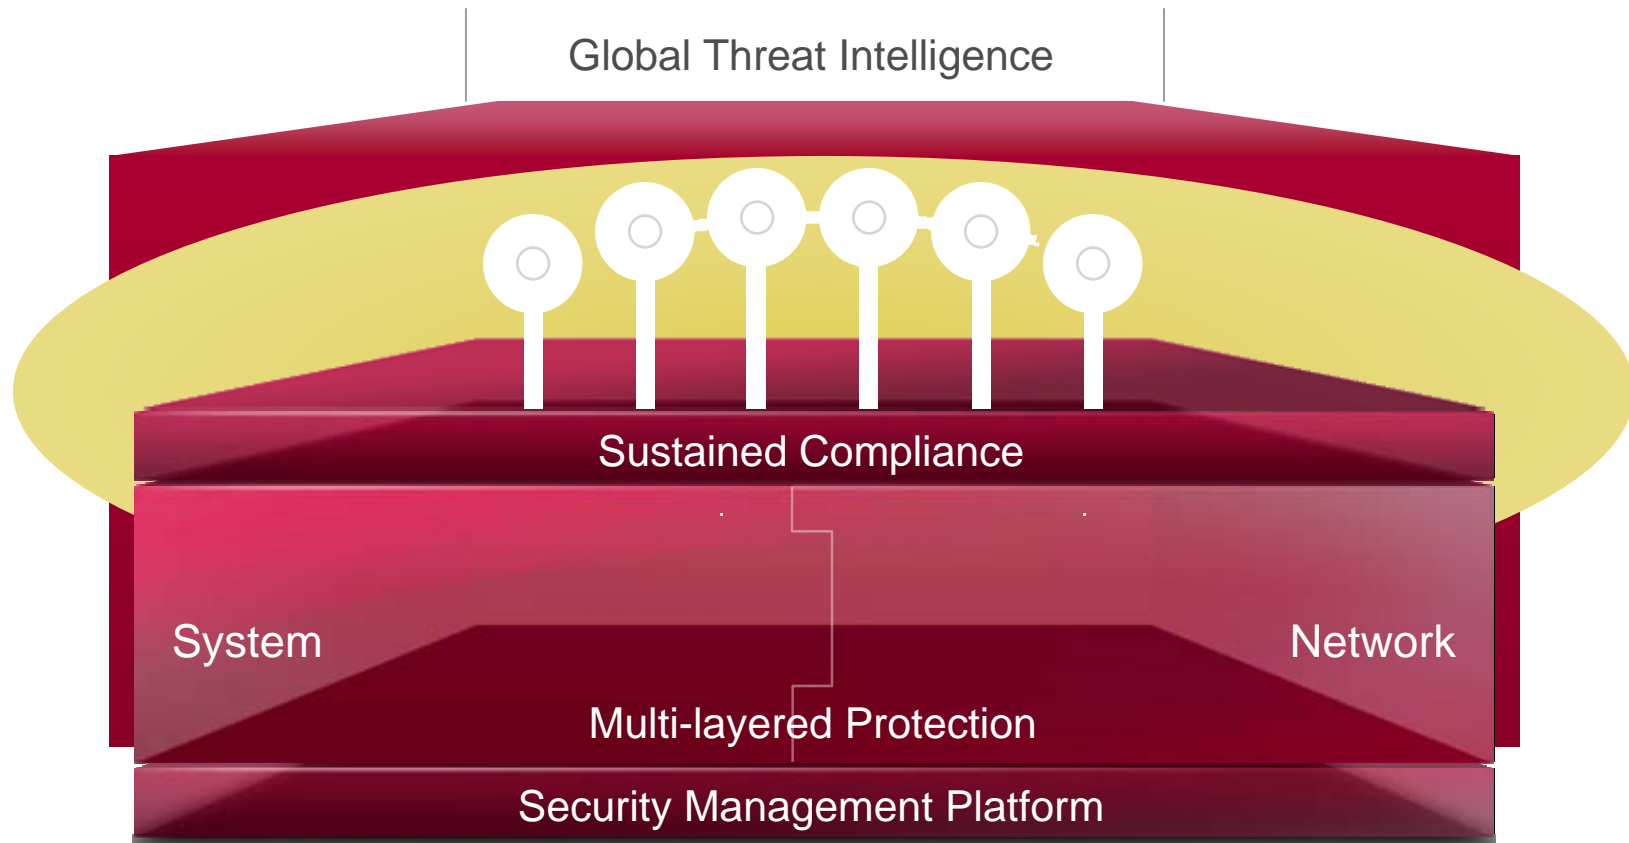 Global Threat Intelligence
Sustained Compliance
System
Network
Multi-layered Protection
Security Management Platform